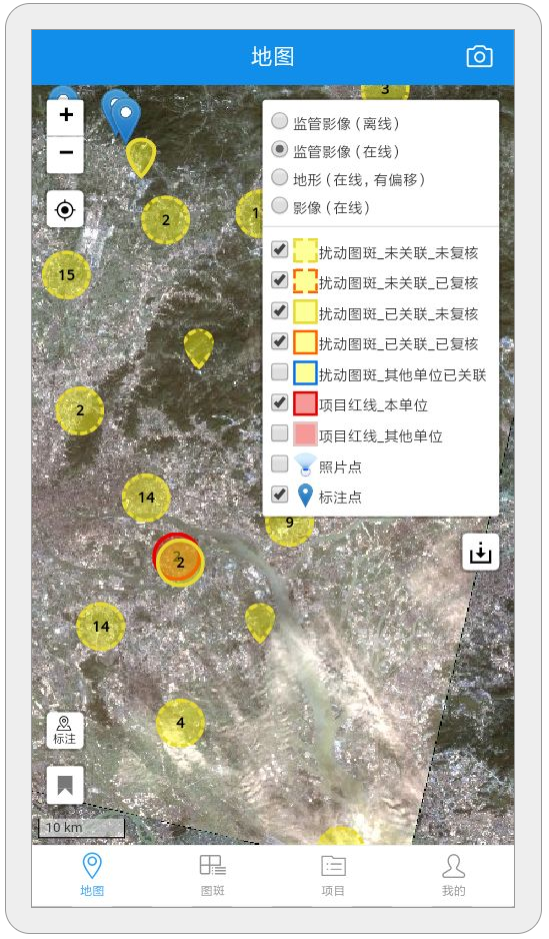 地图
3
+
−
监管影像(离线)
监管影像(在线)
地形(在线, 有偏移)
影像(在线)
2
15
扰动图斑_未关联_未复核
扰动图斑_未关联_已复核
扰动图斑_已关联_未复核
扰动图斑_已关联_已复核
扰动图斑_其他单位已关联
项目红线_本单位
项目红线_其他单位
照片点
标注点
2
14
9
2
14
4
标注
10 km
地图
图斑
项目
我的